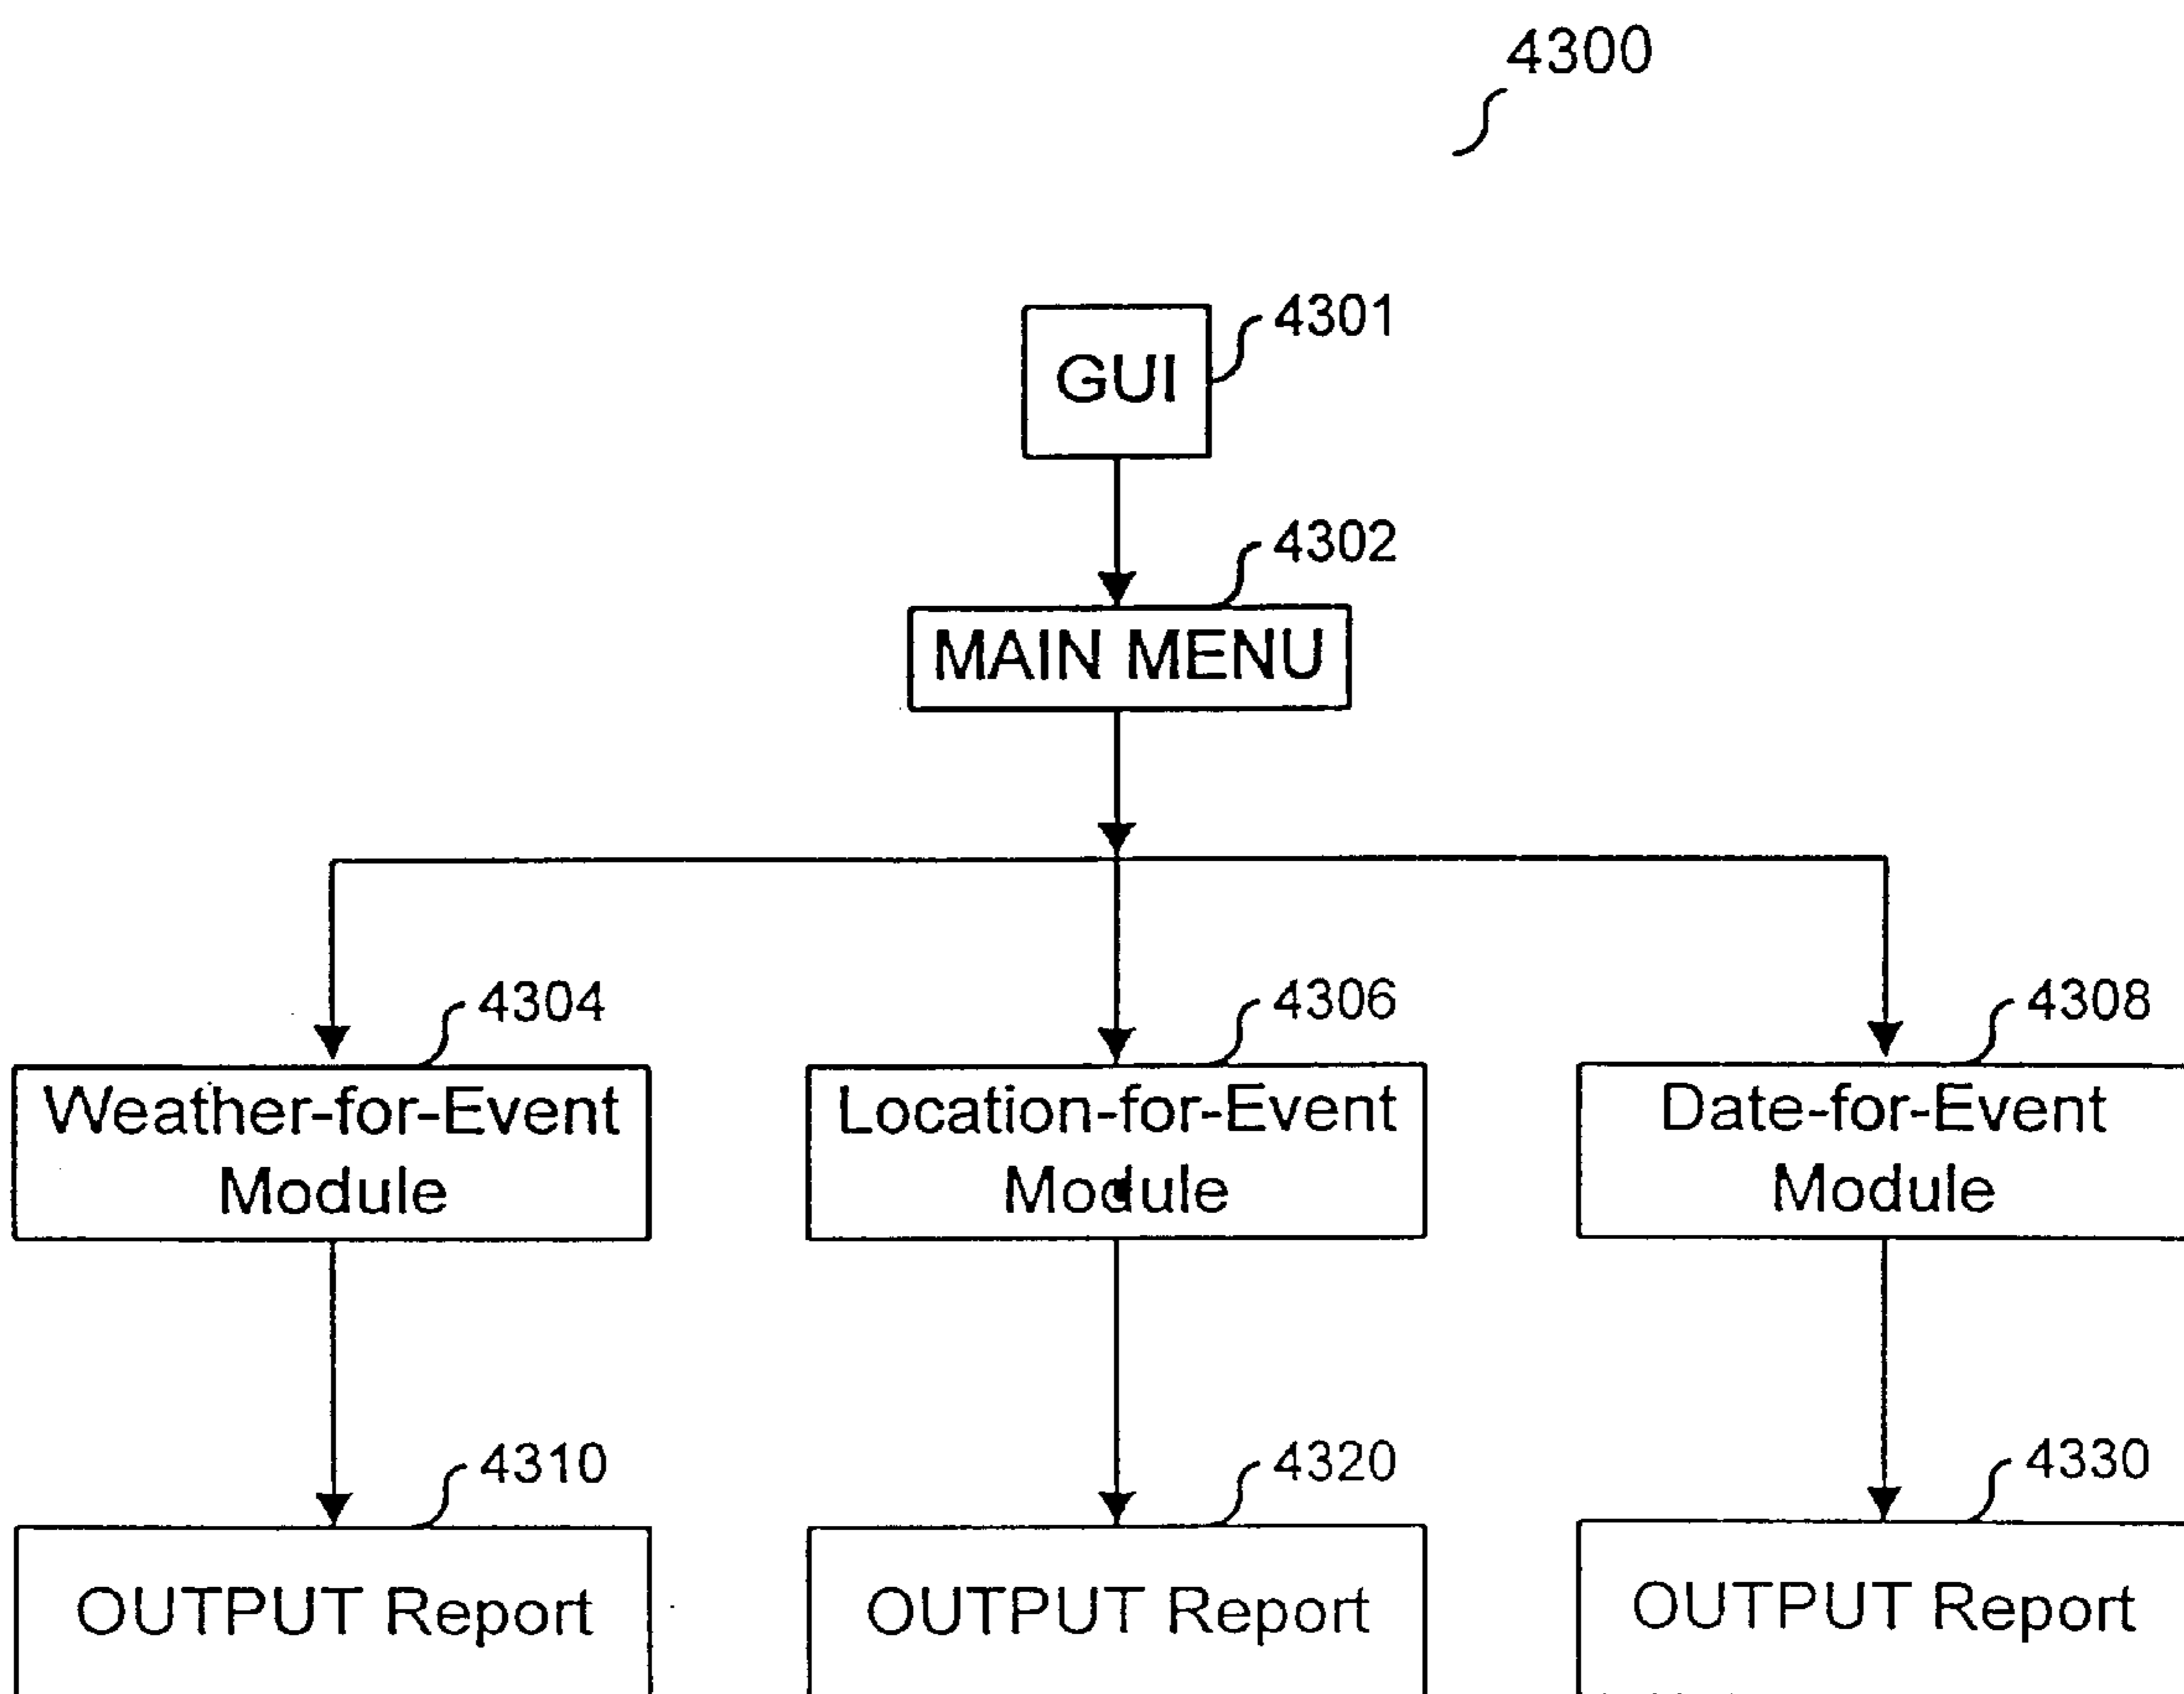 4300
4301
GUI
4302
MAIN MENU
4304
4306
4308
Weather-for-Event
Module
Location-for-Event
Module
Date-for-Event
Module
4310
4320
4330
OUTPUT Report
OUTPUT Report
OUTPUT Report